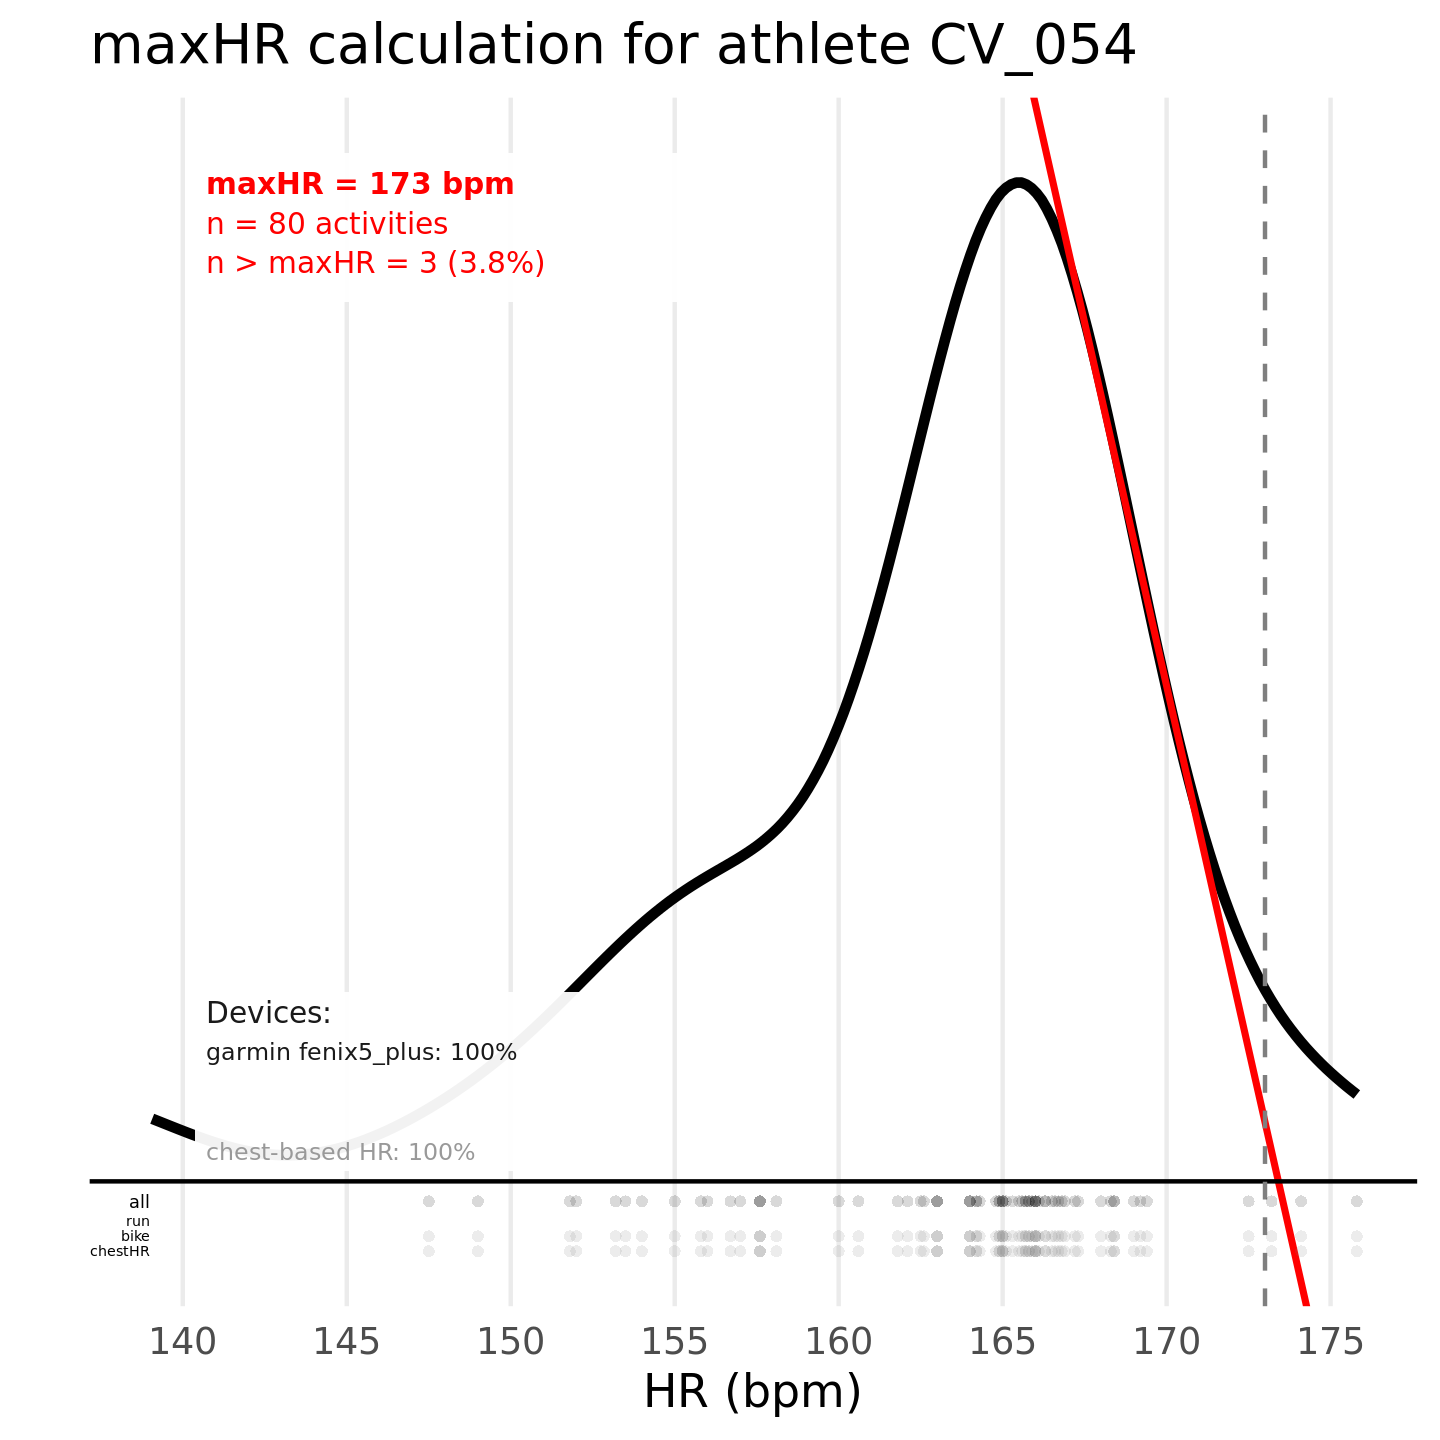 maxHR calculation for athlete CV_054
maxHR = 173 bpm
n = 80 activities
n > maxHR = 3 (3.8%)
Devices:
garmin fenix5_plus: 100%
chest-based HR: 100%
all
run
bike
chestHR
140 145 150 155 160 165 170 175
HR (bpm)